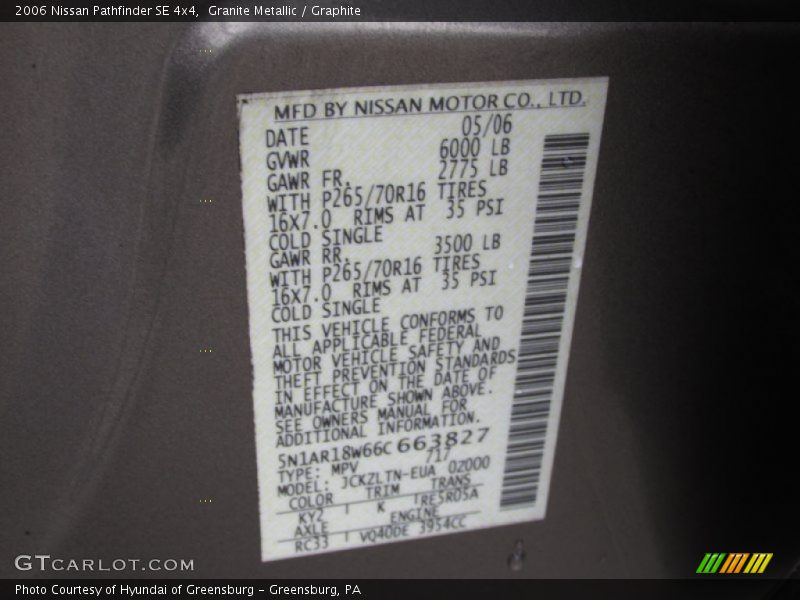 2006 Nissan Pathfinder SE 4x4, Granite Metallic / Graphite
MFD BY NISSAN MOTOR CO., LTD.
DATE 05/06
GVWR 6000 LB
GAWR FR. 2775 LB
WITH P265/70R16 TIRES
16X7.0 RIMS AT 35 PSI
COLD SINGLE
GAWR RR. 3500 LB
WITH P265/70R16 TIRES
16X7.0 RIMS AT 35 PSI
COLD SINGLE
THIS VEHICLE CONFORMS TO
ALL APPLICABLE FEDERAL
MOTOR VEHICLE SAFETY AND
THEFT PREVENTION STANDARDS
IN EFFECT ON THE DATE OF
MANUFACTURE SHOWN ABOVE.
SEE OWNERS MANUAL FOR
ADDITIONAL INFORMATION.
5N1AR18W66C663827
TYPE: MPV 717
MODEL: JCKZLTN-EUA 0Z000
COLOR TRIM TRANS
KY2 K RE5R05A
AXLE ENGINE
RC33 VQ40DE 3954CC
GTCARLOT.COM
Photo Courtesy of Hyundai of Greensburg - Greensburg, PA